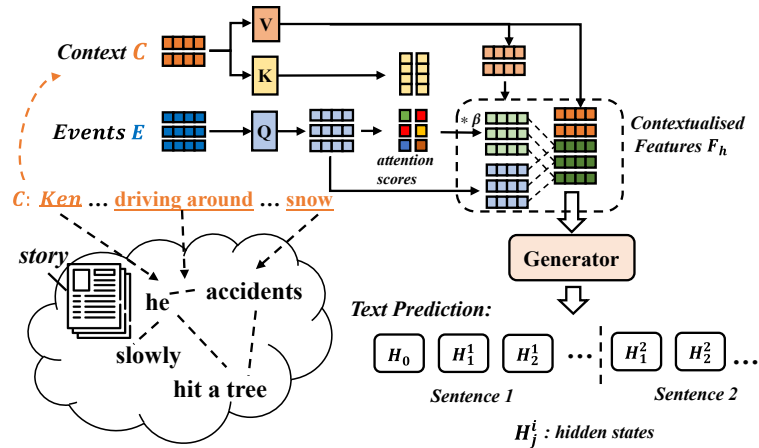 Context C
V
K
Events E
Q
attention
scores
* β
Contextualised
Features F_h
C: Ken ... driving around ... snow
story
he
accidents
slowly
hit a tree
Generator
Text Prediction:
H_0 H_1^1 H_2^1 ... H_1^2 H_2^2 ...
Sentence 1 Sentence 2
H_j^i : hidden states